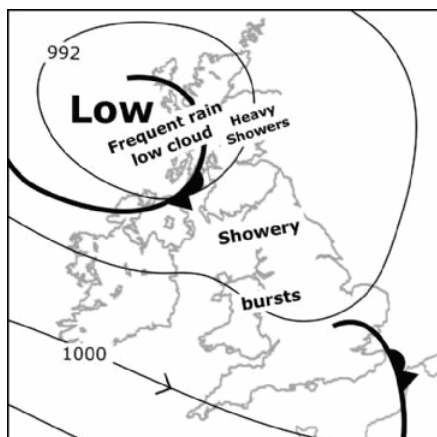 992
Low
Frequent rain
low cloud
Heavy
Showers
Showery
bursts
1000